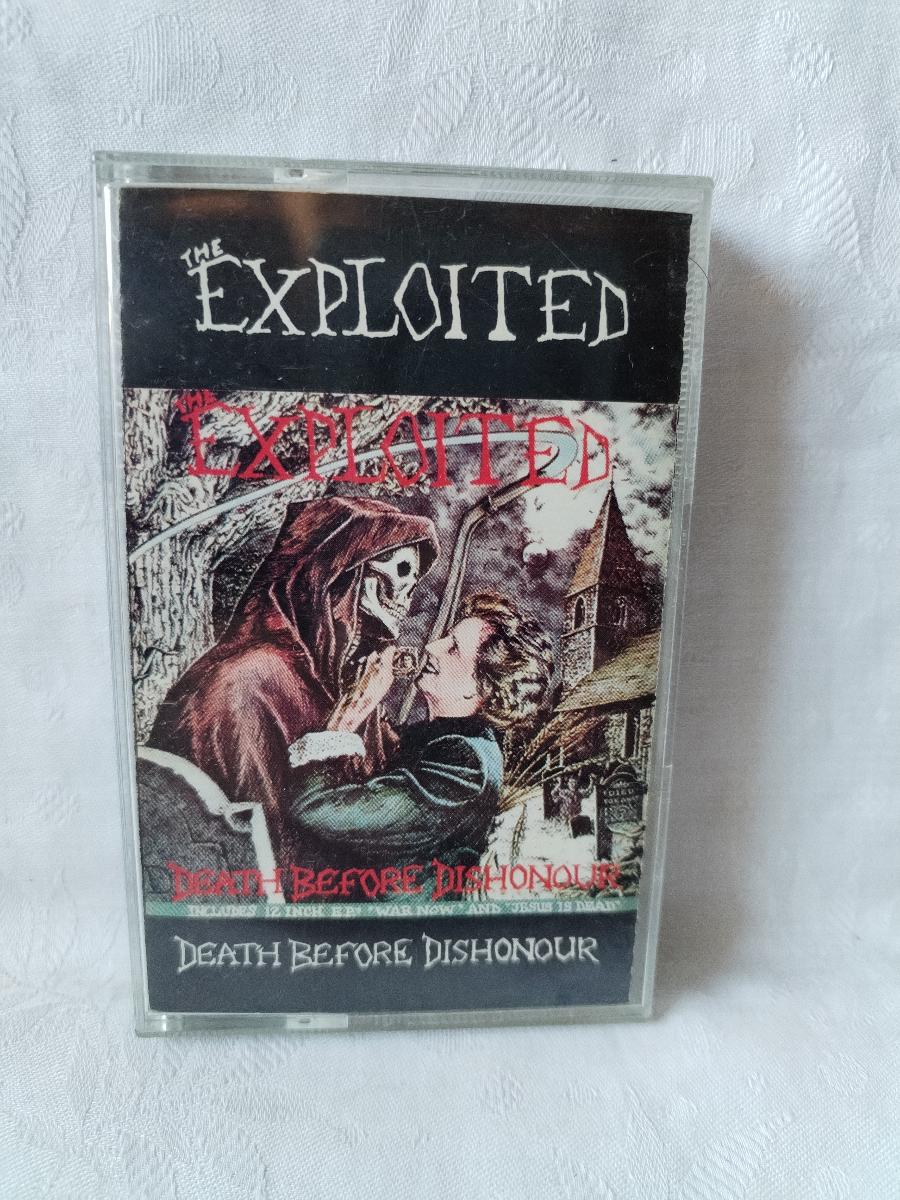 THE
EXPLOITED
THE
EXPLOITED
DEATH BEFORE DISHONOUR
INCLUDES 12 INCH E.P.s "WAR NOW" AND "JESUS IS DEAD"
DEATH BEFORE DISHONOUR